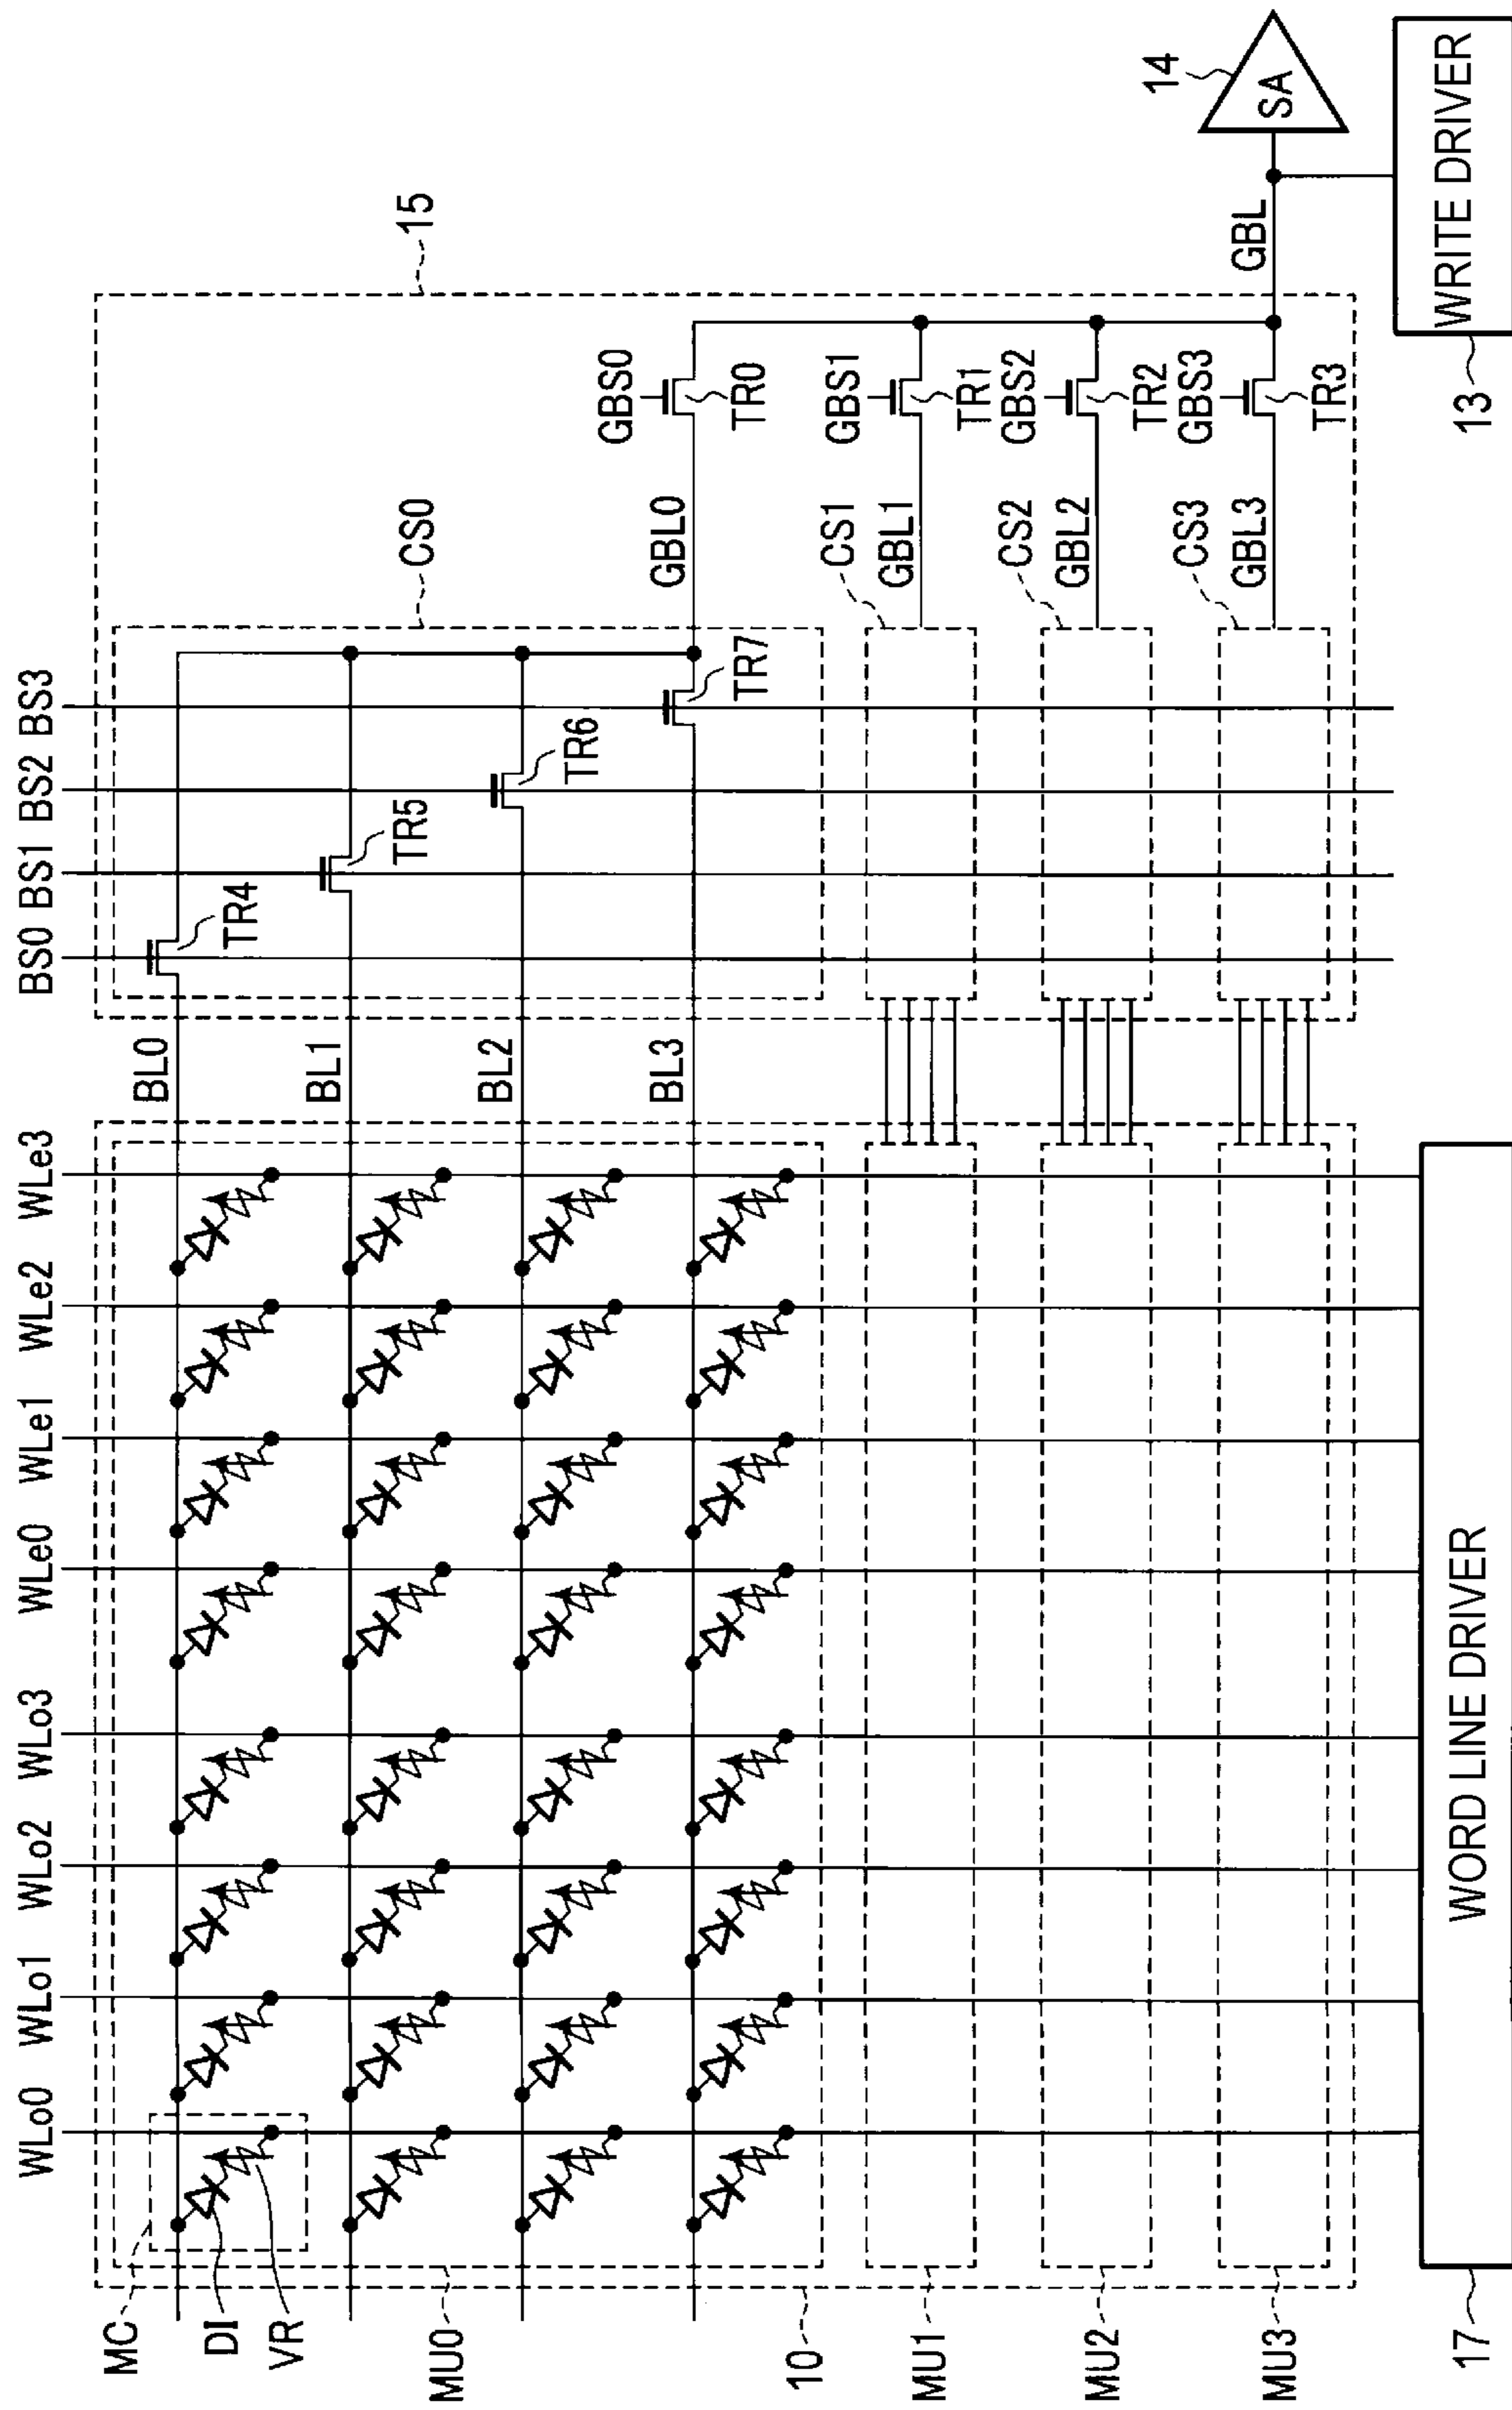 WLo0
WLo1
WLo2
WLo3
WLe0
WLe1
WLe2
WLe3
BS0
BS1
BS2
BS3
MC
DI
VR
MU0
10
MU1
MU2
MU3
17
WORD LINE DRIVER
BL0
BL1
BL2
BL3
TR4
TR5
TR6
TR7
CS0
GBL0
GBS0
TR0
CS1
GBL1
GBS1
TR1
CS2
GBL2
GBS2
TR2
CS3
GBL3
GBS3
TR3
15
GBL
14
SA
13
WRITE DRIVER